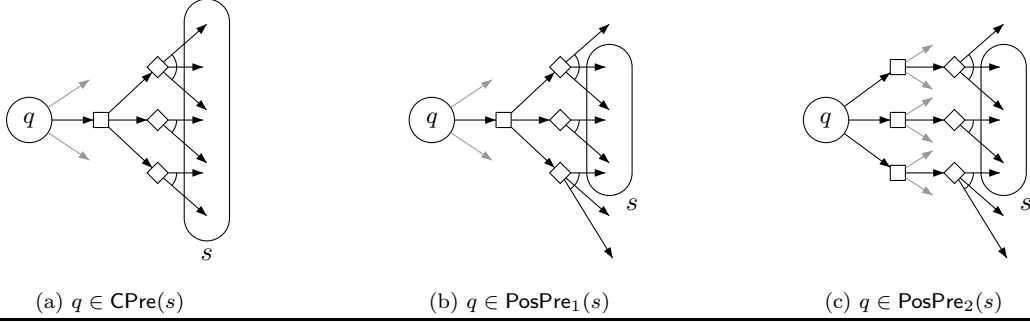 q
q
q
s
s
s
(a) q ∈ CPre(s)
(b) q ∈ PosPre₁(s)
(c) q ∈ PosPre₂(s)